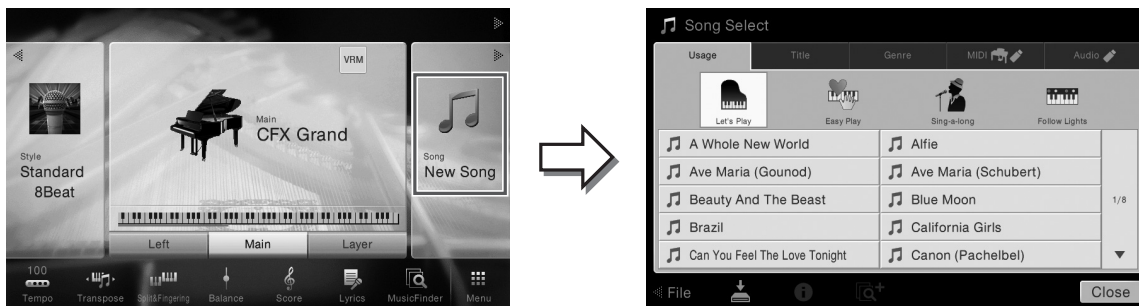 VRM
Main
CFX Grand
Style
Standard
8Beat
Song
New Song
Left
Main
Layer
100
Tempo
Transpose
Split&Fingering
Balance
Score
Lyrics
MusicFinder
Menu
Song Select
Usage
Title
Genre
MIDI
Audio
Let's Play
Easy Play
Sing-a-long
Follow Lights
A Whole New World
Alfie
Ave Maria (Gounod)
Ave Maria (Schubert)
Beauty And The Beast
Blue Moon
1/8
Brazil
California Girls
Can You Feel The Love Tonight
Canon (Pachelbel)
File
Close